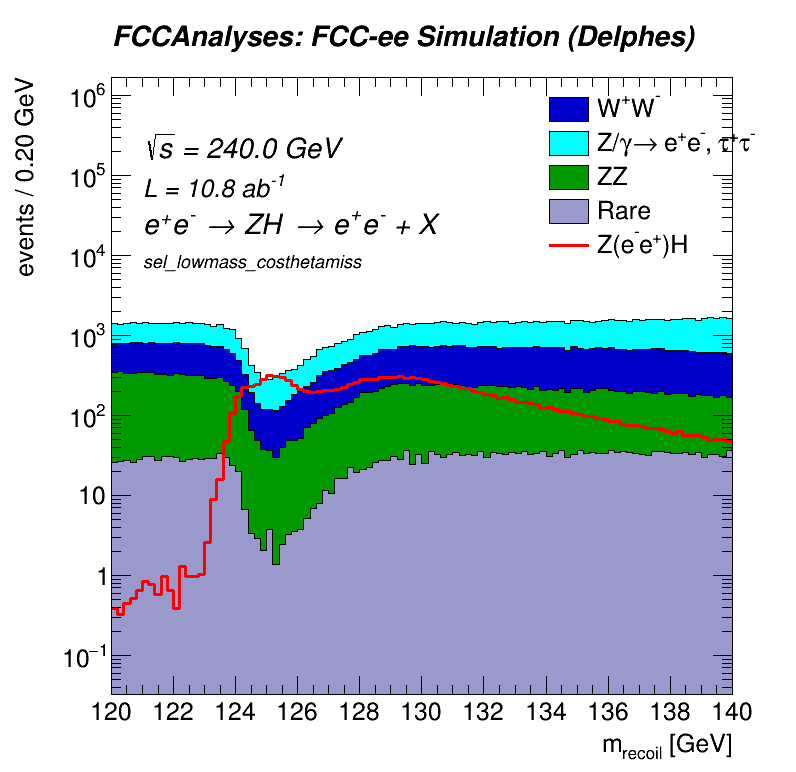 FCCAnalyses: FCC-ee Simulation (Delphes)
events / 0.20 GeV
10⁶
10⁵
10⁴
10³
10²
10
1
10⁻¹
√s = 240.0 GeV
L = 10.8 ab⁻¹
e⁺e⁻ → ZH → e⁺e⁻ + X
sel_lowmass_costhetamiss
W⁺W⁻
Z/γ→ e⁺e⁻, τ⁺τ⁻
ZZ
Rare
Z(e⁻e⁺)H
120 122 124 126 128 130 132 134 136 138 140
m_recoil [GeV]